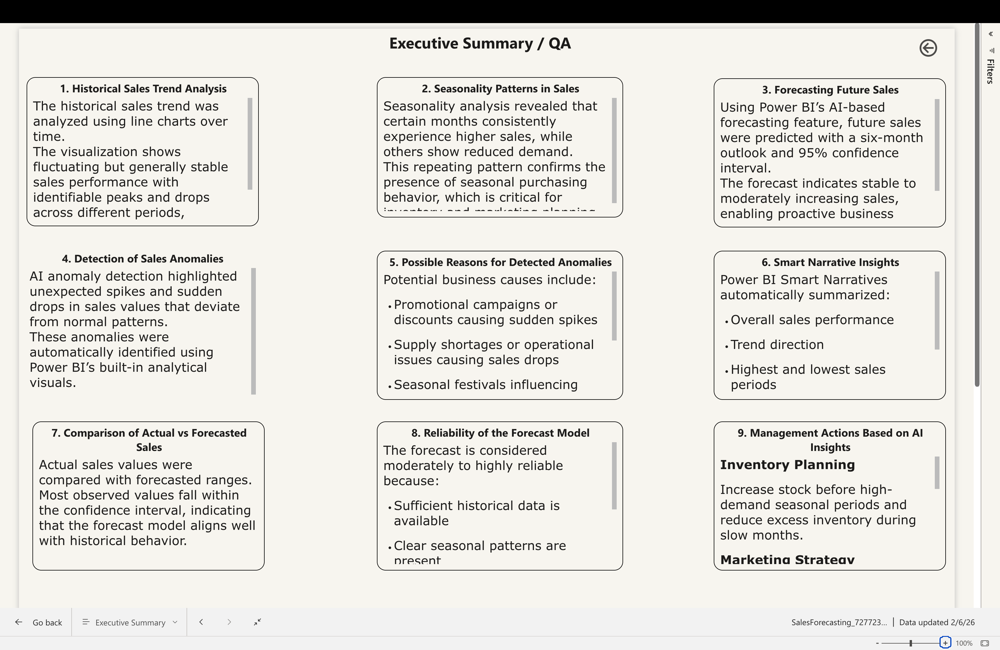 Executive Summary / QA
Filters
1. Historical Sales Trend Analysis
The historical sales trend was
analyzed using line charts over
time.
The visualization shows
fluctuating but generally stable
sales performance with
identifiable peaks and drops
across different periods,
2. Seasonality Patterns in Sales
Seasonality analysis revealed that
certain months consistently
experience higher sales, while
others show reduced demand.
This repeating pattern confirms the
presence of seasonal purchasing
behavior, which is critical for
inventory and marketing planning
3. Forecasting Future Sales
Using Power BI’s AI-based
forecasting feature, future sales
were predicted with a six-month
outlook and 95% confidence
interval.
The forecast indicates stable to
moderately increasing sales,
enabling proactive business
4. Detection of Sales Anomalies
AI anomaly detection highlighted
unexpected spikes and sudden
drops in sales values that deviate
from normal patterns.
These anomalies were
automatically identified using
Power BI’s built-in analytical
visuals.
5. Possible Reasons for Detected Anomalies
Potential business causes include:
• Promotional campaigns or
discounts causing sudden spikes
• Supply shortages or operational
issues causing sales drops
• Seasonal festivals influencing
6. Smart Narrative Insights
Power BI Smart Narratives
automatically summarized:
• Overall sales performance
• Trend direction
• Highest and lowest sales
periods
7. Comparison of Actual vs Forecasted
Sales
Actual sales values were
compared with forecasted ranges.
Most observed values fall within
the confidence interval, indicating
that the forecast model aligns well
with historical behavior.
8. Reliability of the Forecast Model
The forecast is considered
moderately to highly reliable
because:
• Sufficient historical data is
available
• Clear seasonal patterns are
present
9. Management Actions Based on AI
Insights
Inventory Planning
Increase stock before high-
demand seasonal periods and
reduce excess inventory during
slow months.
Marketing Strategy
Go back
Executive Summary
SalesForecasting_727723... | Data updated 2/6/26
- + 100%